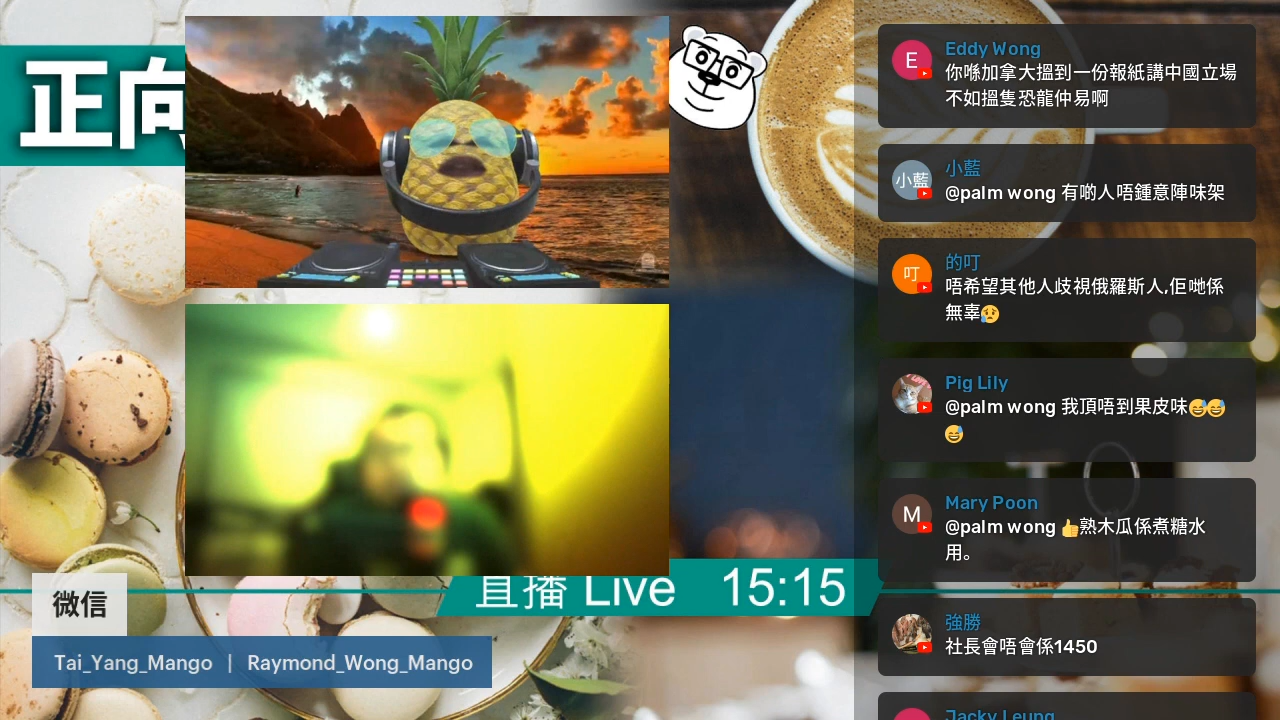 正向
Eddy Wong
你喺加拿大搵到一份報紙講中國立場
不如搵隻恐龍仲易啊
小藍
小藍
@palm wong 有啲人唔鍾意陣味架
叮
的叮
唔希望其他人歧視俄羅斯人,佢哋係
無辜😥
Pig Lily
@palm wong 我頂唔到果皮味😅😅
😅
M
Mary Poon
@palm wong 👍熟木瓜係煮糖水
用。
強勝
社長會唔會係1450
Jacky Leung
E
直播 Live 15:15
微信
Tai_Yang_Mango | Raymond_Wong_Mango